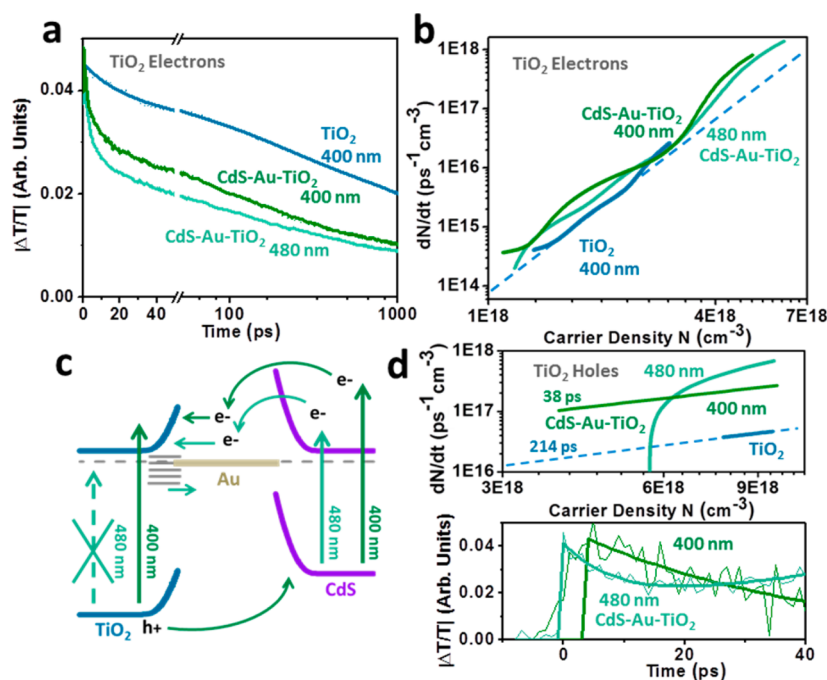 a
|ΔT/T| (Arb. Units)
0.04
0.02
0.00
TiO2 Electrons
TiO2
400 nm
CdS-Au-TiO2
400 nm
CdS-Au-TiO2
480 nm
0 20 40 100 1000
Time (ps)
b
dN/dt (ps-1cm-3)
1E18
1E17
1E16
1E15
1E14
TiO2 Electrons
CdS-Au-TiO2
400 nm
480 nm
CdS-Au-TiO2
TiO2
400 nm
1E18 4E18 7E18
Carrier Density N (cm-3)
c
e-
e-
e-
e-
Au
480 nm
400 nm
480 nm
400 nm
CdS
TiO2
h+
d
dN/dt (ps-1cm-3)
1E18
1E17
1E16
TiO2 Holes
480 nm
38 ps
CdS-Au-TiO2
400 nm
214 ps
TiO2
3E18 6E18 9E18
Carrier Density N (cm-3)
|ΔT/T| (Arb. Units)
0.04
0.02
0.00
400 nm
480 nm
CdS-Au-TiO2
0 20 40
Time (ps)